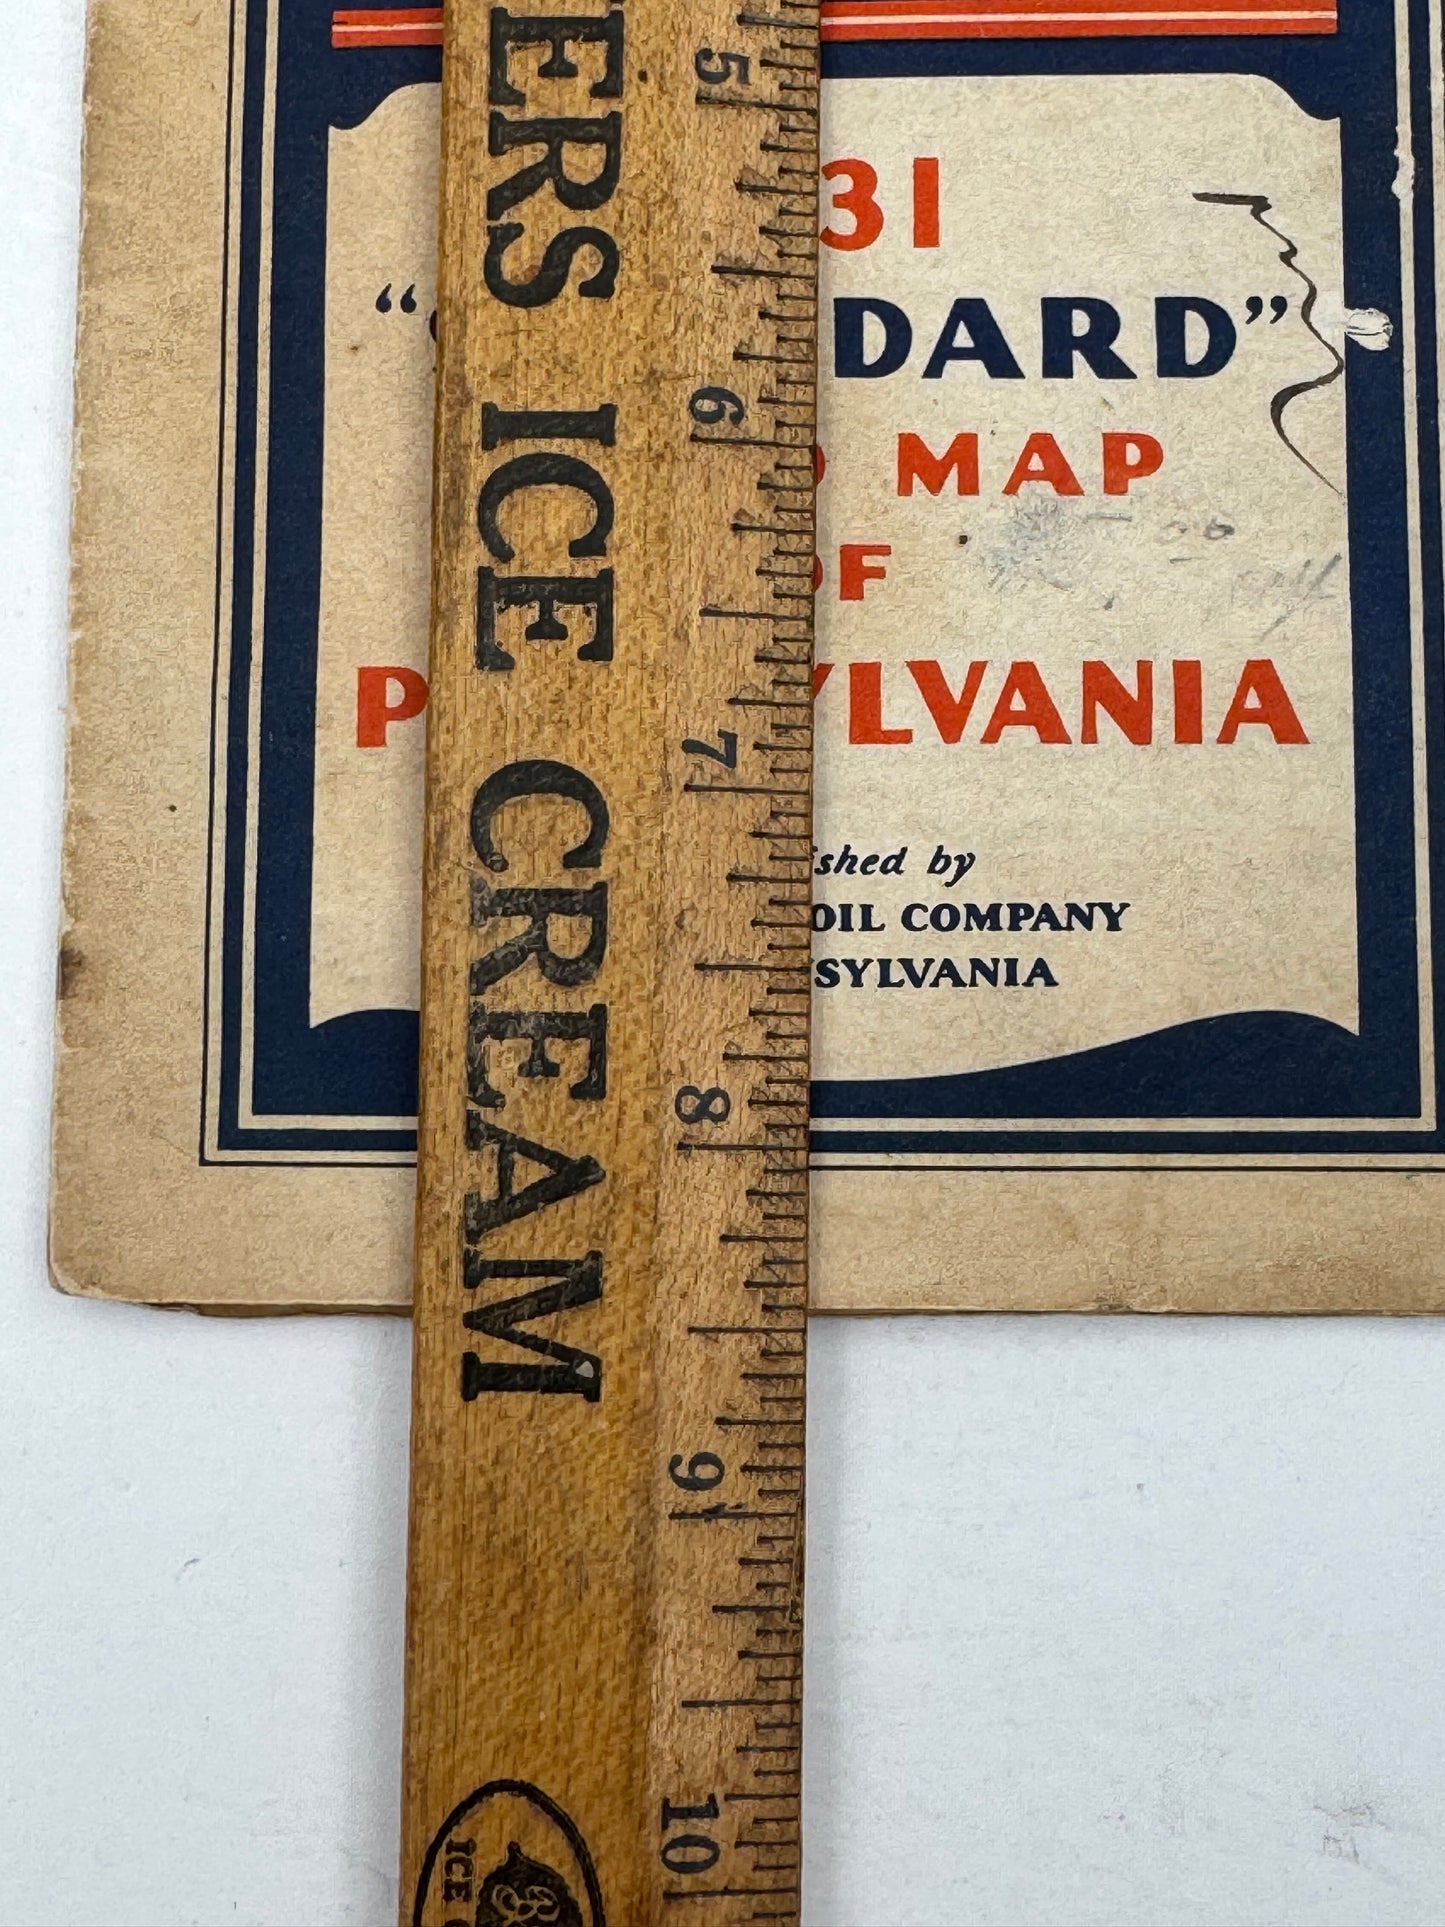 31
“ DARD”
MAP
OF
P YLVANIA
ished by
OIL COMPANY
SYLVANIA
ERS ICE CREAM
5
6
7
8
9
10
ICE